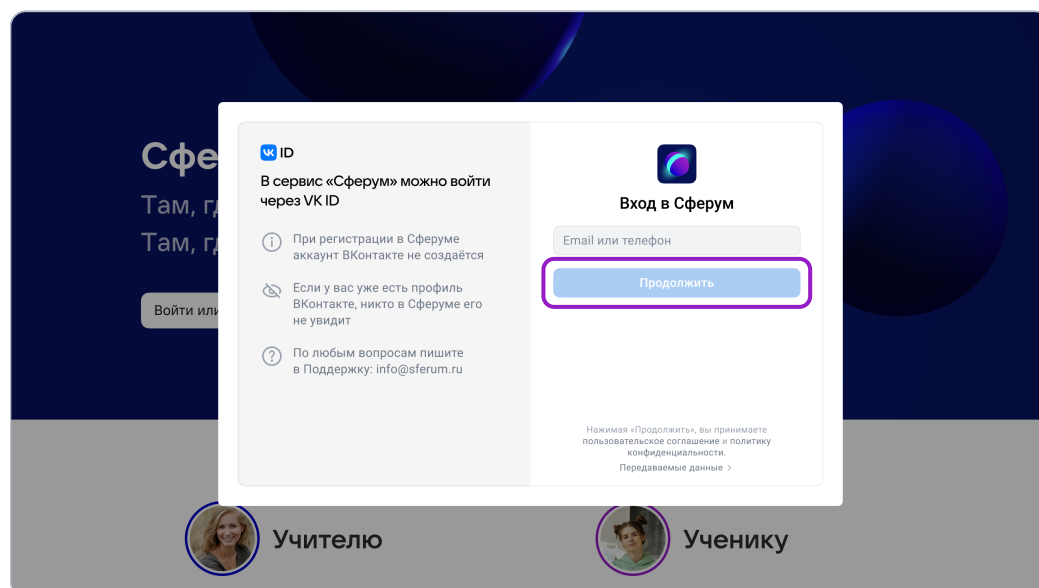 Сфе
Там, г
Там, г
Войти или
VK ID
В сервис «Сферум» можно войти
через VK ID
При регистрации в Сферуме
аккаунт ВКонтакте не создаётся
Если у вас уже есть профиль
ВКонтакте, никто в Сферуме его
не увидит
По любым вопросам пишите
в Поддержку: info@sferum.ru
Вход в Сферум
Email или телефон
Продолжить
Нажимая «Продолжить», вы принимаете
пользовательское соглашение и политику
конфиденциальности.
Передаваемые данные >
Учителю
Ученику